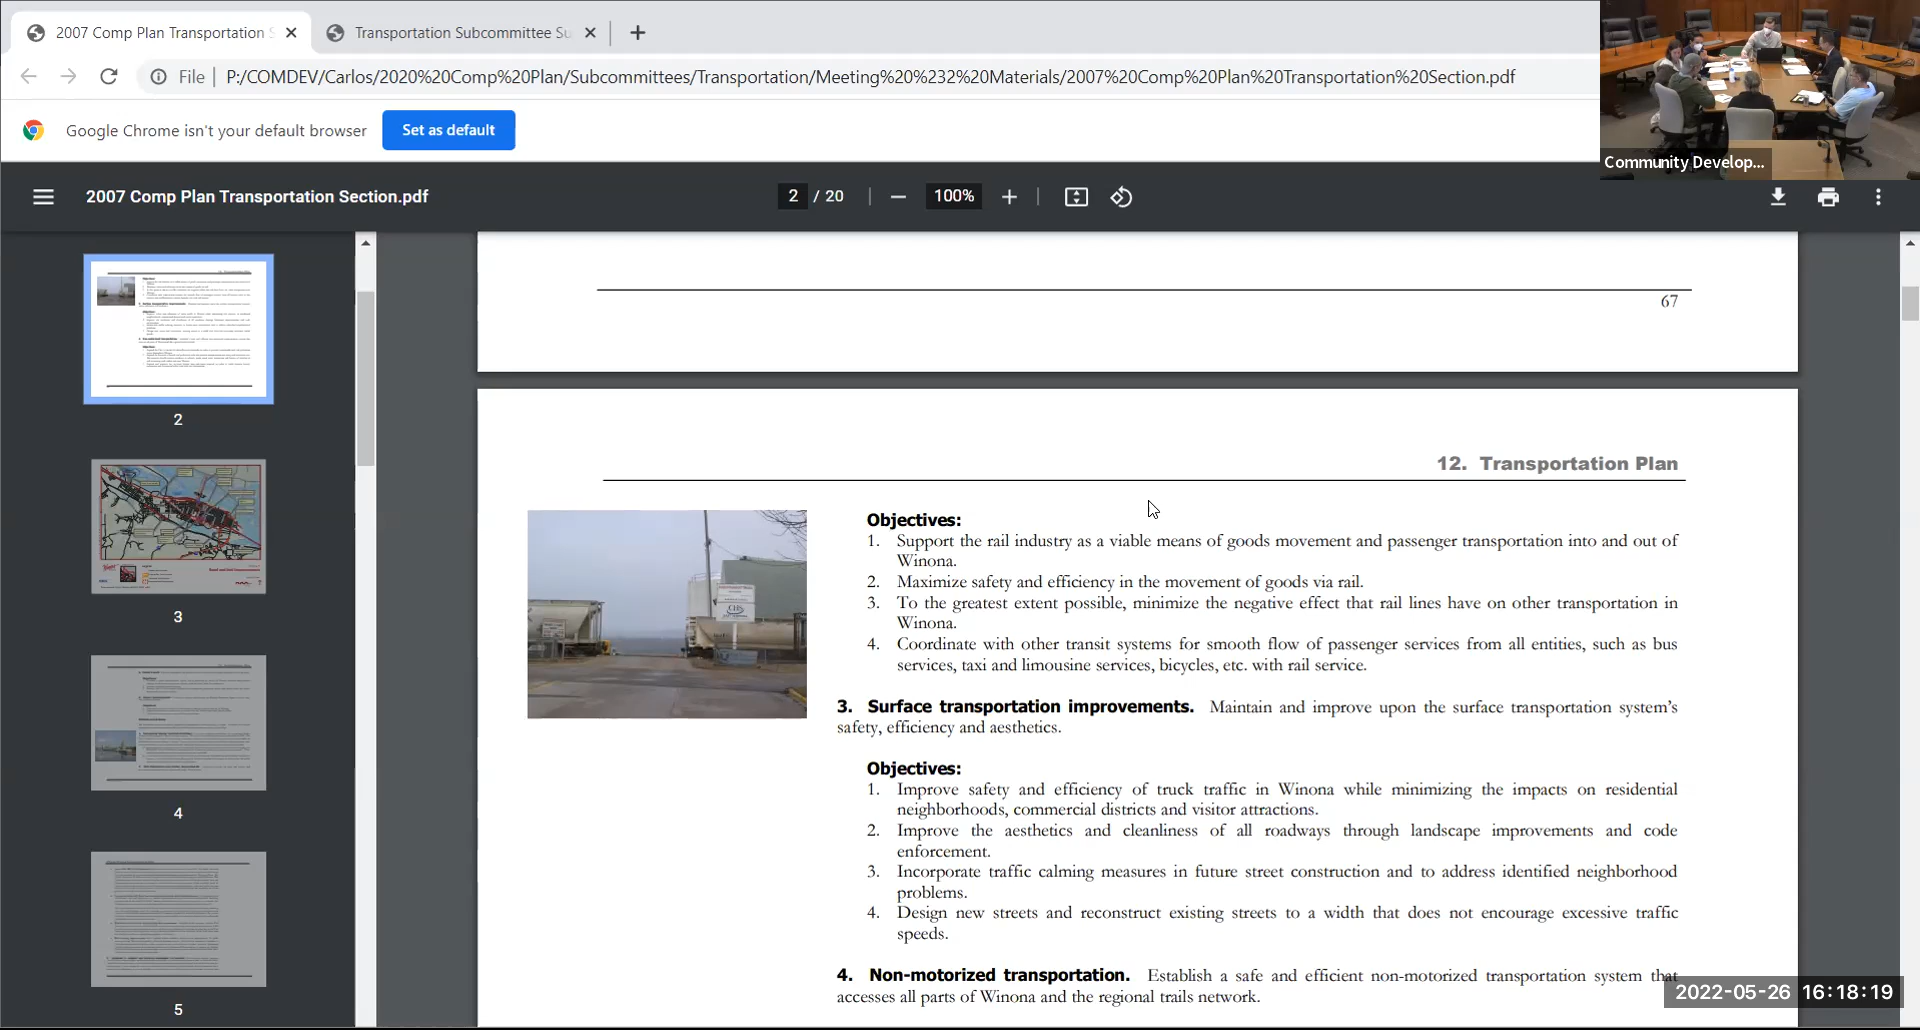 2007 Comp Plan Transportation S
Transportation Subcommittee Su
File
P:/COMDEV/Carlos/2020%20Comp%20Plan/Subcommittees/Transportation/Meeting%20%232%20Materials/2007%20Comp%20Plan%20Transportation%20Section.pdf
Google Chrome isn't your default browser
Set as default
Community Develop...
2007 Comp Plan Transportation Section.pdf
2 / 20
100%
2
3
4
5
67
12. Transportation Plan
CHS
Objectives:
1. Support the rail industry as a viable means of goods movement and passenger transportation into and out of
Winona.
2. Maximize safety and efficiency in the movement of goods via rail.
3. To the greatest extent possible, minimize the negative effect that rail lines have on other transportation in
Winona.
4. Coordinate with other transit systems for smooth flow of passenger services from all entities, such as bus
services, taxi and limousine services, bicycles, etc. with rail service.
3. Surface transportation improvements. Maintain and improve upon the surface transportation system's
safety, efficiency and aesthetics.
Objectives:
1. Improve safety and efficiency of truck traffic in Winona while minimizing the impacts on residential
neighborhoods, commercial districts and visitor attractions.
2. Improve the aesthetics and cleanliness of all roadways through landscape improvements and code
enforcement.
3. Incorporate traffic calming measures in future street construction and to address identified neighborhood
problems.
4. Design new streets and reconstruct existing streets to a width that does not encourage excessive traffic
speeds.
4. Non-motorized transportation. Establish a safe and efficient non-motorized transportation system that
accesses all parts of Winona and the regional trails network.
2022-05-26 16:18:19